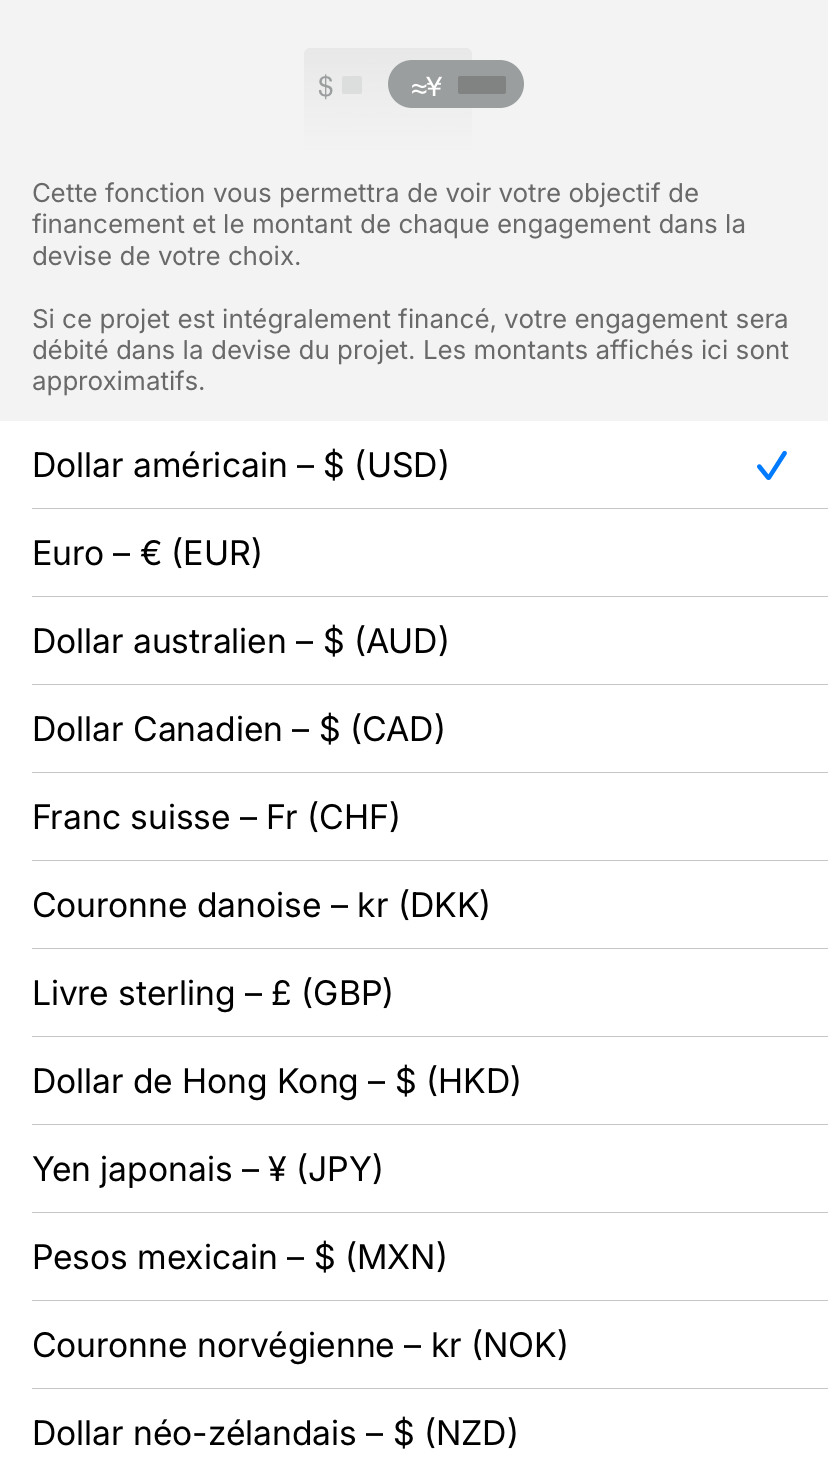 $ ≈¥
Cette fonction vous permettra de voir votre objectif de
financement et le montant de chaque engagement dans la
devise de votre choix.
Si ce projet est intégralement financé, votre engagement sera
débité dans la devise du projet. Les montants affichés ici sont
approximatifs.
Dollar américain – $ (USD)
Euro – € (EUR)
Dollar australien – $ (AUD)
Dollar Canadien – $ (CAD)
Franc suisse – Fr (CHF)
Couronne danoise – kr (DKK)
Livre sterling – £ (GBP)
Dollar de Hong Kong – $ (HKD)
Yen japonais – ¥ (JPY)
Pesos mexicain – $ (MXN)
Couronne norvégienne – kr (NOK)
Dollar néo-zélandais – $ (NZD)